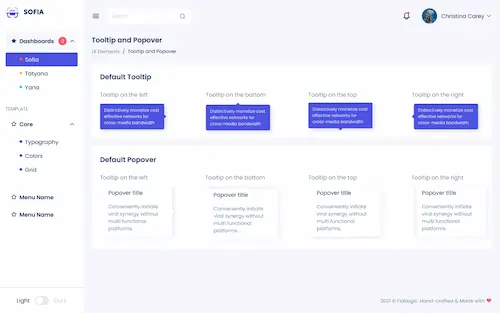 SOFIA
Search
Christina Carey
Dashboards
Sofia
Tatyana
Yana
TEMPLATE
Core
Typography
Colors
Grid
Menu Name
Menu Name
Light
Dark
Tooltip and Popover
UI Elements / Tooltip and Popover
Default Tooltip
Tooltip on the left
Tooltip on the bottom
Tooltip on the top
Tooltip on the right
Distinctively monetize cost
effective networks for
cross-media bandwidth
Distinctively monetize cost
effective networks for
cross-media bandwidth
Distinctively monetize cost
effective networks for
cross-media bandwidth
Distinctively monetize cost
effective networks for
cross-media bandwidth
Default Popover
Tooltip on the left
Tooltip on the bottom
Tooltip on the top
Tooltip on the right
Popover title
Conveniently initiate
viral synergy without
multi functional
platforms.
Popover title
Conveniently initiate
viral synergy without
multi functional
platforms.
Popover title
Conveniently initiate
viral synergy without
multi functional
platforms.
Popover title
Conveniently initiate
viral synergy without
multi functional
platforms.
Hand-crafted & Made with